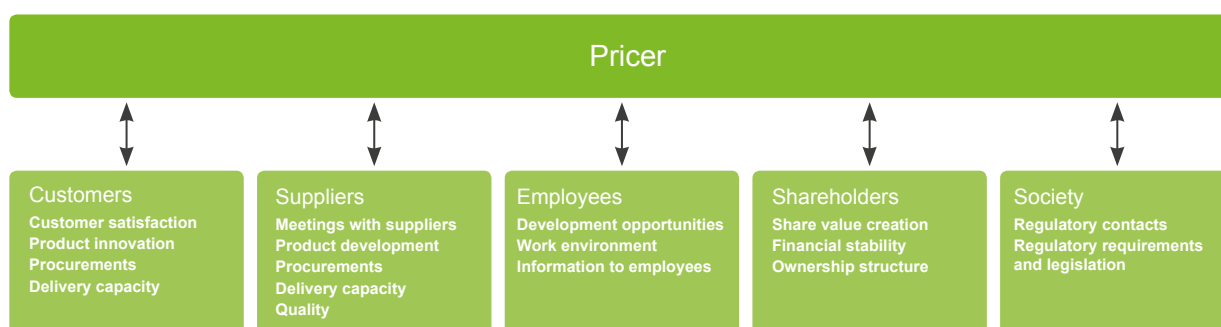 Pricer
Customers
Customer satisfaction
Product innovation
Procurements
Delivery capacity
Suppliers
Meetings with suppliers
Product development
Procurements
Delivery capacity
Quality
Employees
Development opportunities
Work environment
Information to employees
Shareholders
Share value creation
Financial stability
Ownership structure
Society
Regulatory contacts
Regulatory requirements
and legislation